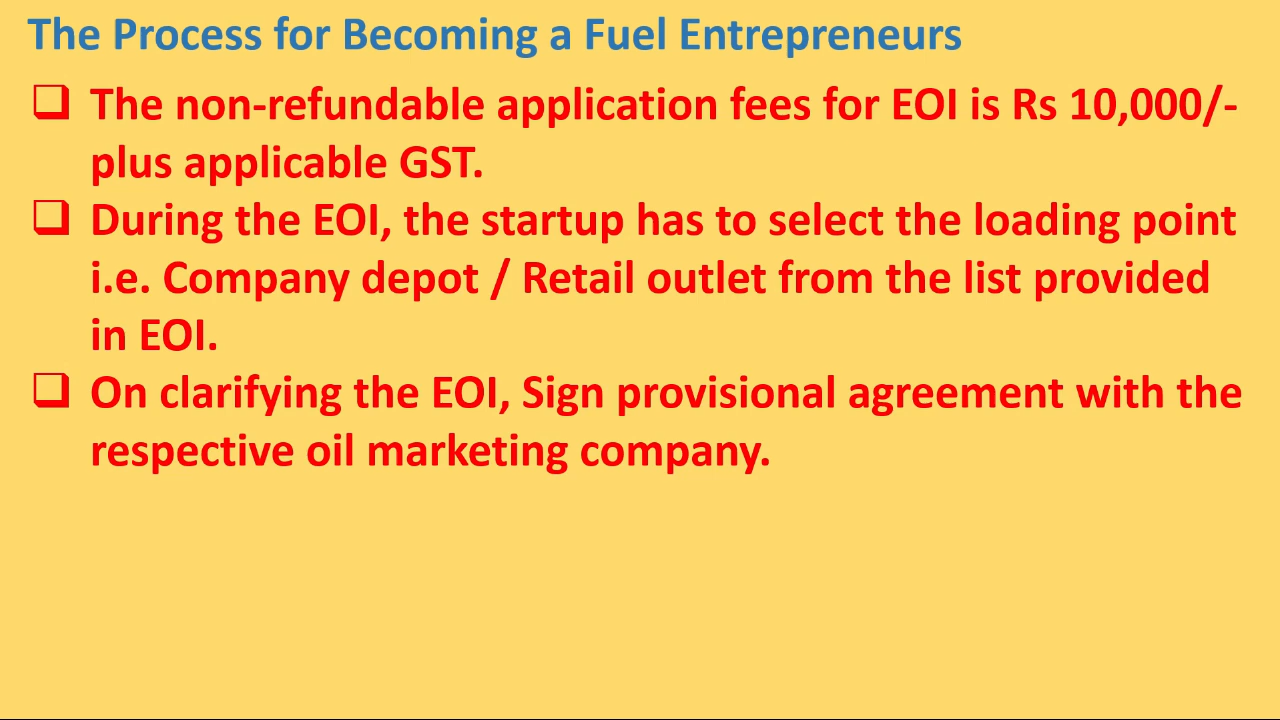 The Process for Becoming a Fuel Entrepreneurs
The non-refundable application fees for EOI is Rs 10,000/-
plus applicable GST.
During the EOI, the startup has to select the loading point
i.e. Company depot / Retail outlet from the list provided
in EOI.
On clarifying the EOI, Sign provisional agreement with the
respective oil marketing company.